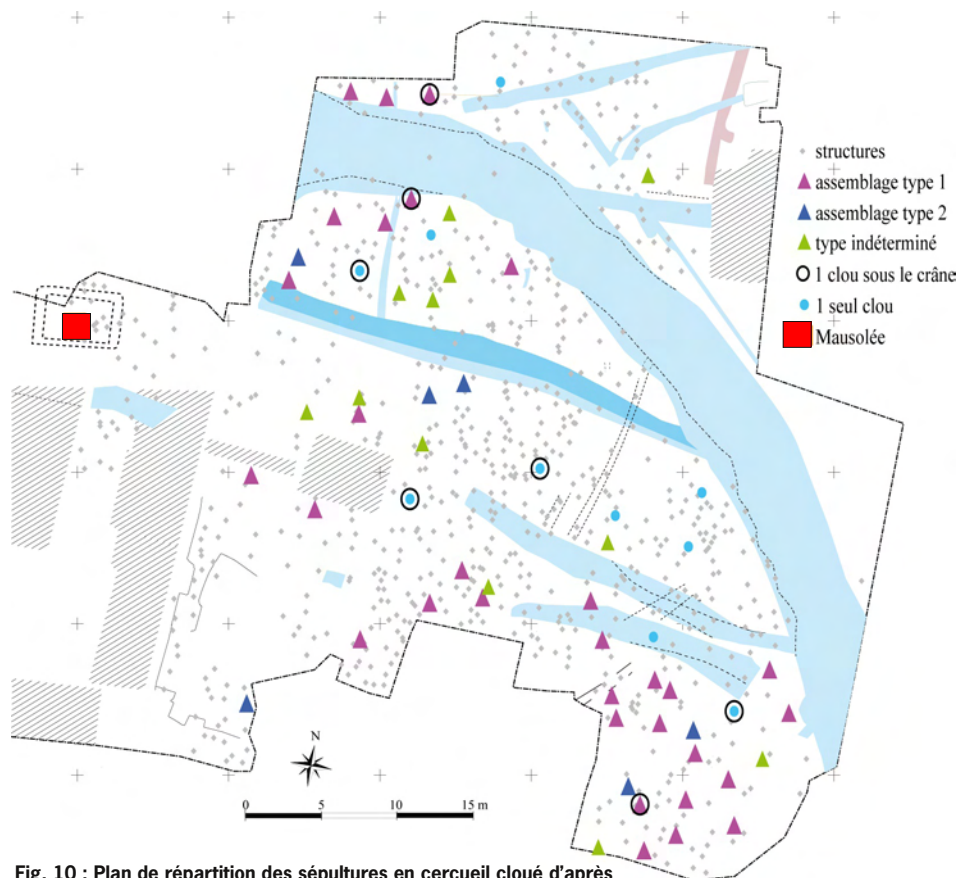 structures
assemblage type 1
assemblage type 2
type indéterminé
1 clou sous le crâne
1 seul clou
Mausolée
N
0 5 10 15 m
Fig. 10 : Plan de répartition des sépultures en cercueil cloué d'après